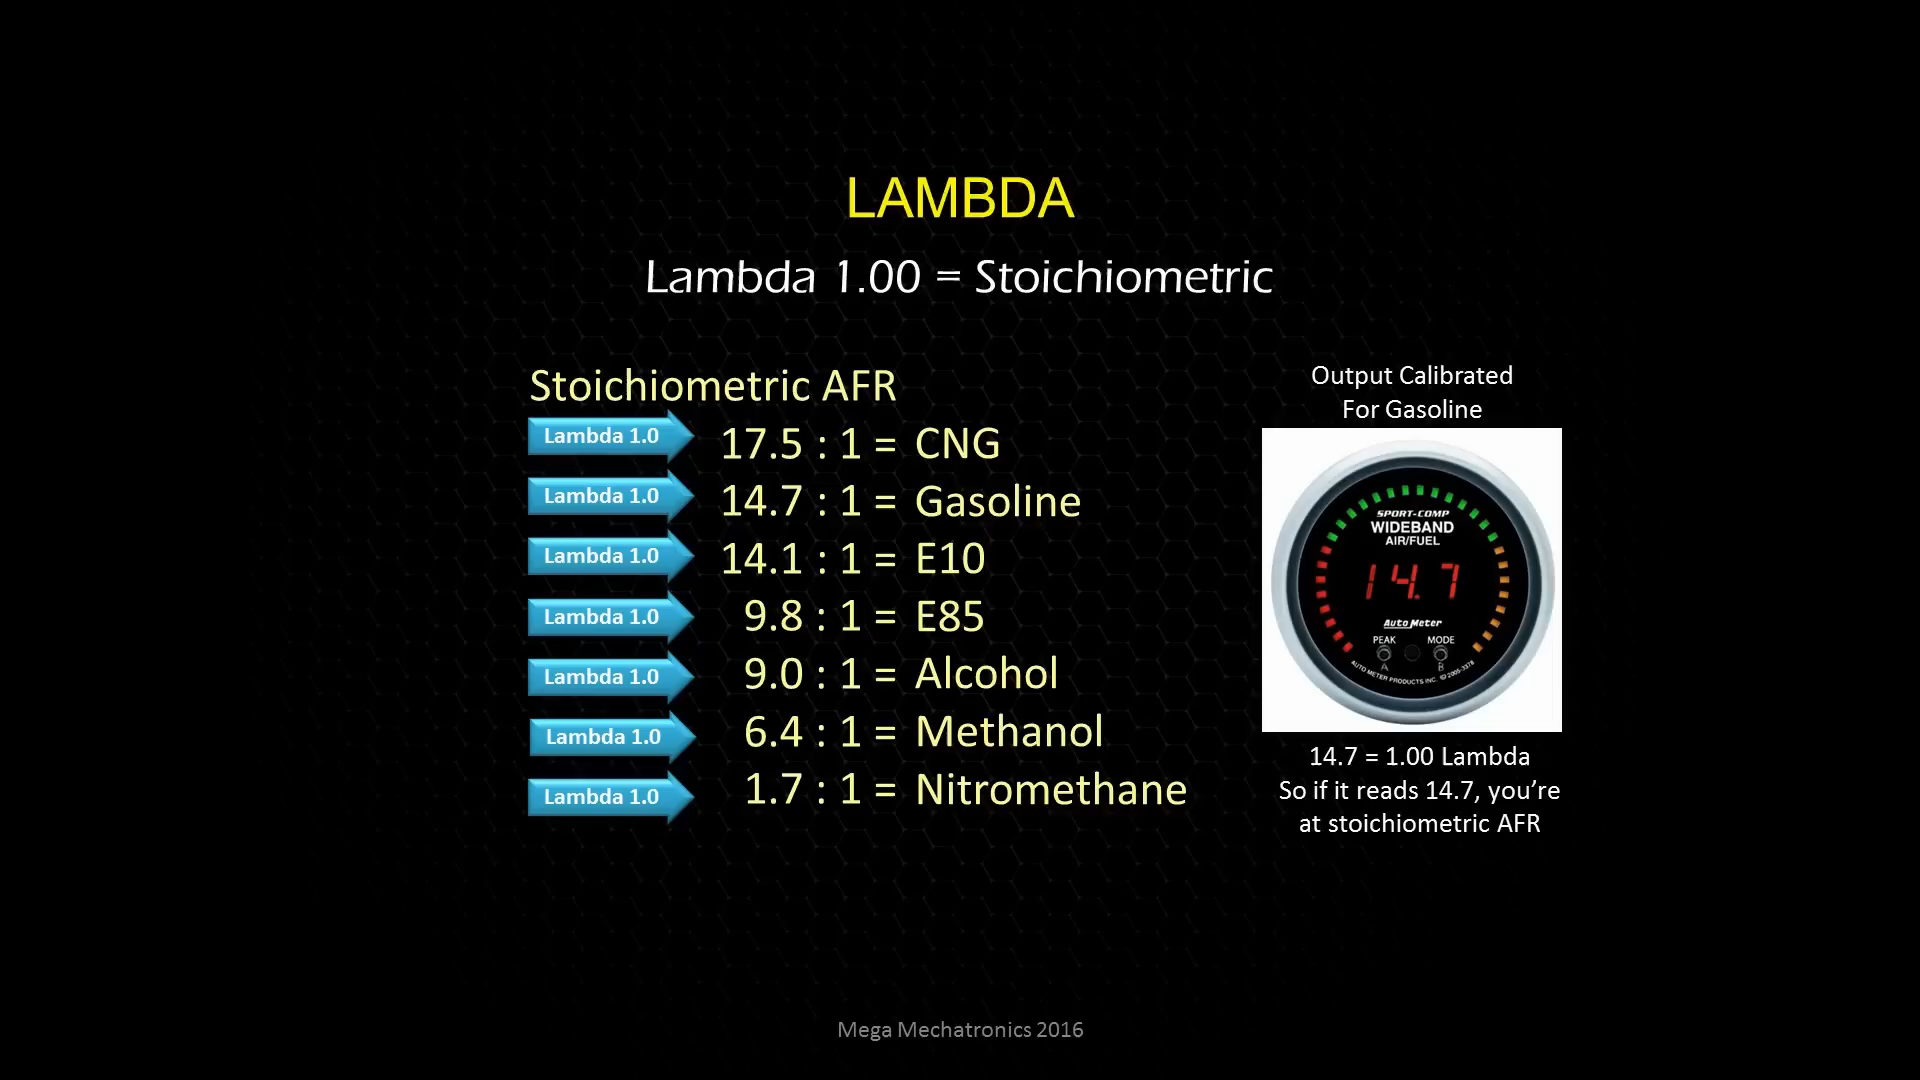 LAMBDA
Lambda 1.00 = Stoichiometric
Stoichiometric AFR
Lambda 1.0 17.5 : 1 = CNG
Lambda 1.0 14.7 : 1 = Gasoline
Lambda 1.0 14.1 : 1 = E10
Lambda 1.0 9.8 : 1 = E85
Lambda 1.0 9.0 : 1 = Alcohol
Lambda 1.0 6.4 : 1 = Methanol
Lambda 1.0 1.7 : 1 = Nitromethane
Output Calibrated
For Gasoline
SPORT-COMP
WIDEBAND
AIR/FUEL
14.7
Auto Meter
PEAK MODE
A B
AUTO METER PRODUCTS INC. © 2005-3378
14.7 = 1.00 Lambda
So if it reads 14.7, you're
at stoichiometric AFR
Mega Mechatronics 2016